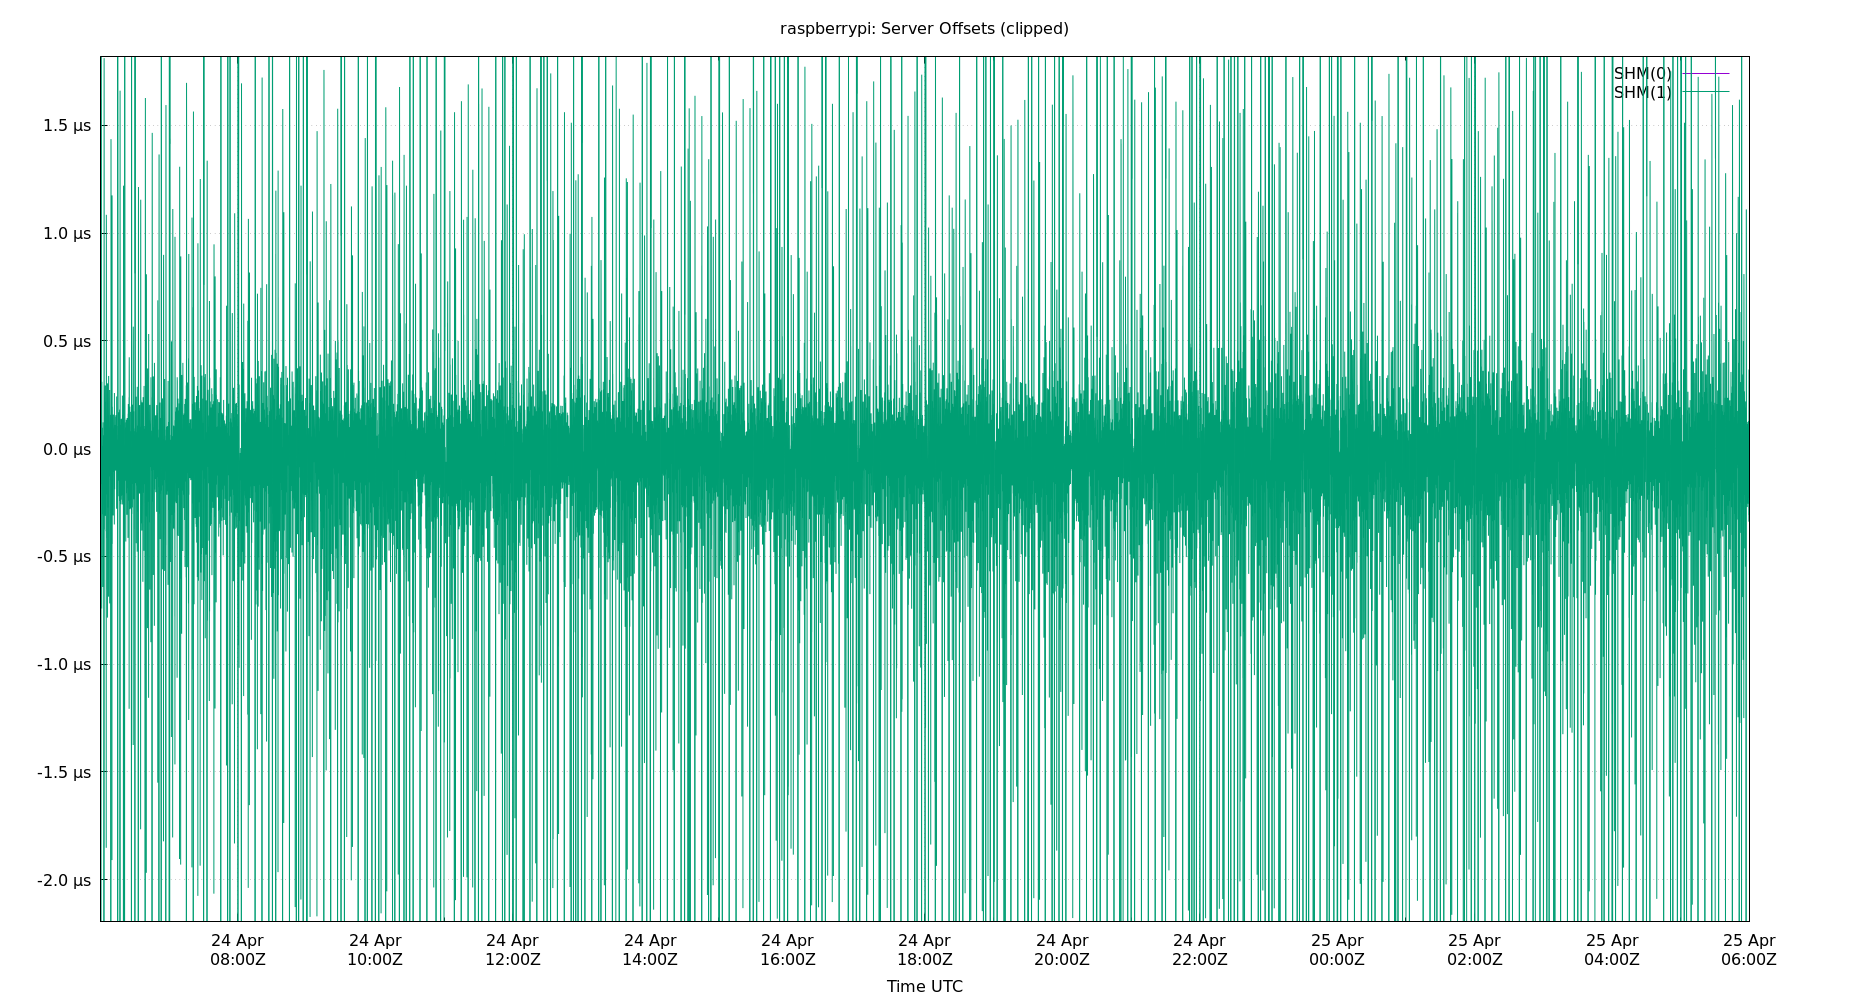 raspberrypi: Server Offsets (clipped)
SHM(0)
SHM(1)
1.5 µs
1.0 µs
0.5 µs
0.0 µs
-0.5 µs
-1.0 µs
-1.5 µs
-2.0 µs
24 Apr 24 Apr 24 Apr 24 Apr 24 Apr 24 Apr 24 Apr 24 Apr 25 Apr 25 Apr 25 Apr 25 Apr
08:00Z 10:00Z 12:00Z 14:00Z 16:00Z 18:00Z 20:00Z 22:00Z 00:00Z 02:00Z 04:00Z 06:00Z
Time UTC